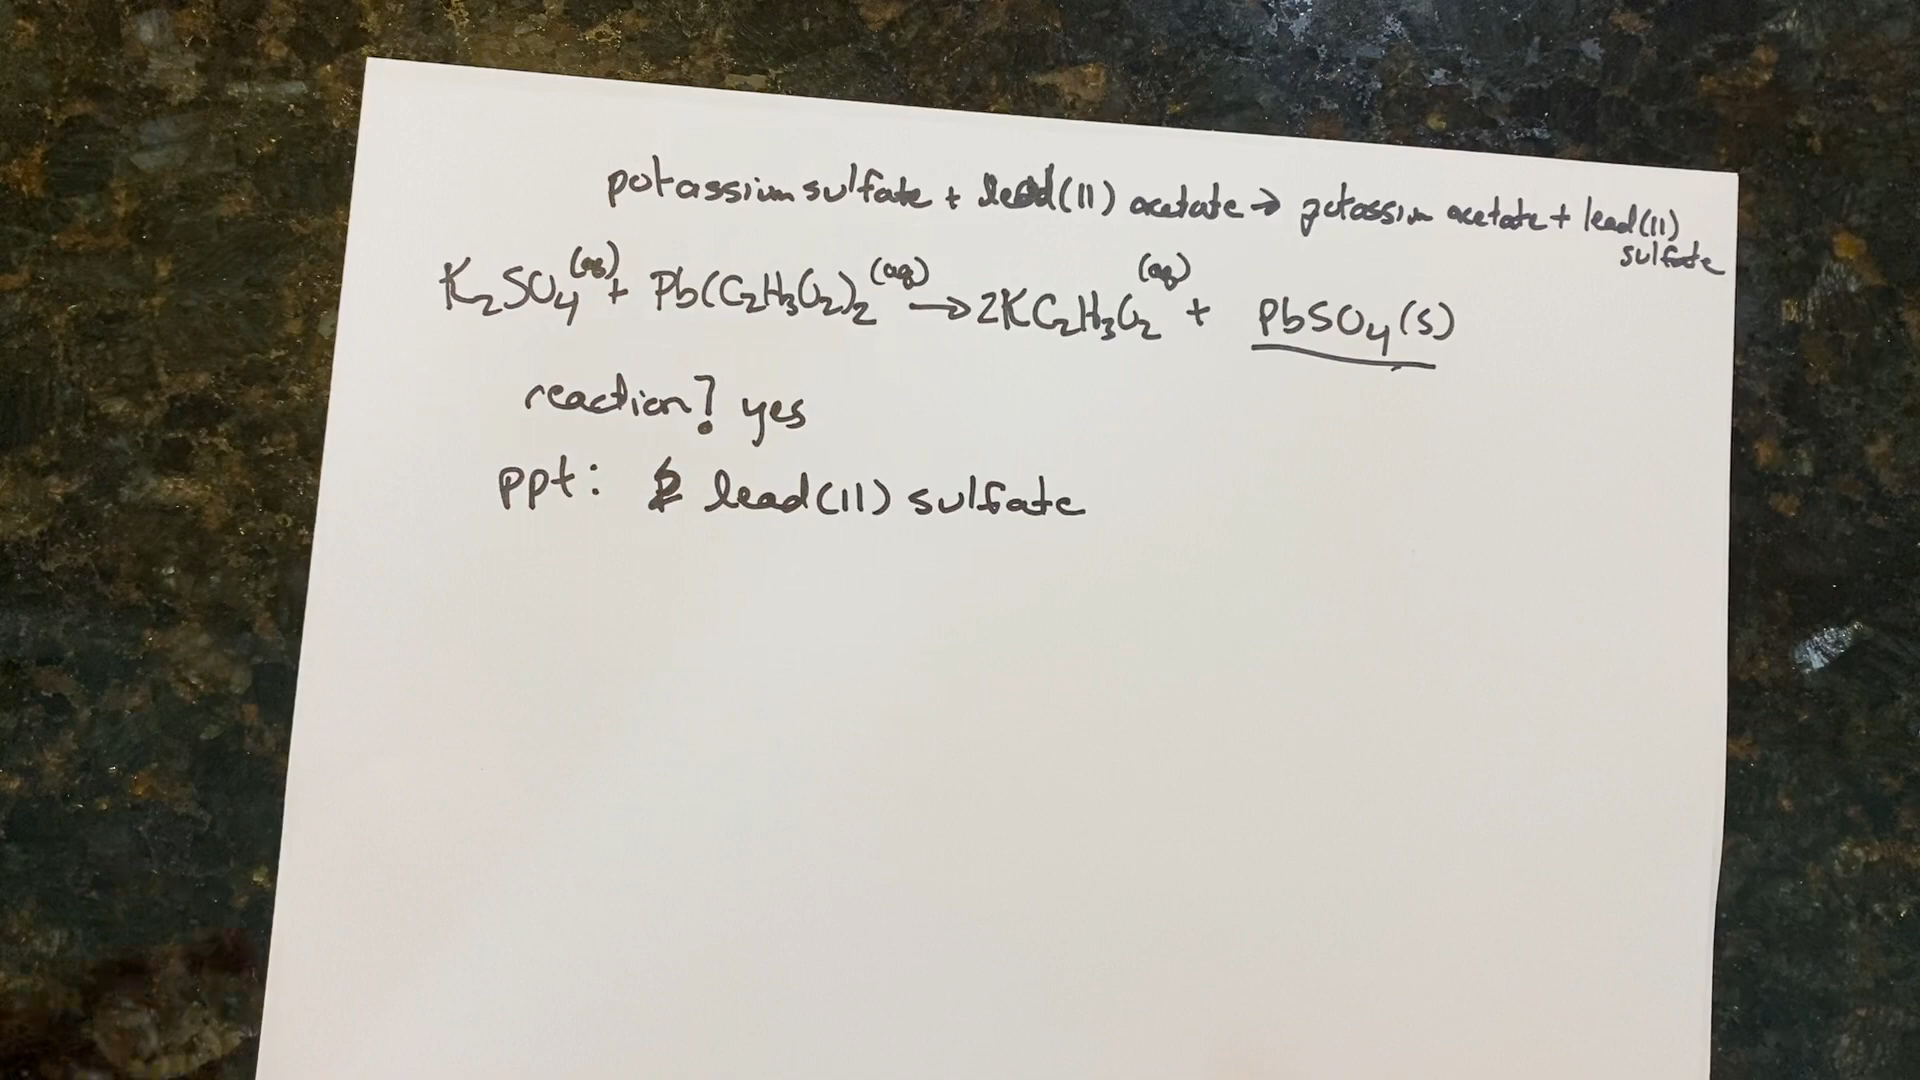 potassium sulfate + lead(II) acetate → potassium acetate + lead(II)
sulfate
K₂SO₄(aq) + Pb(C₂H₃O₂)₂(aq) → 2KC₂H₃O₂(aq) + PbSO₄(s)
reaction? yes
ppt: lead(II) sulfate